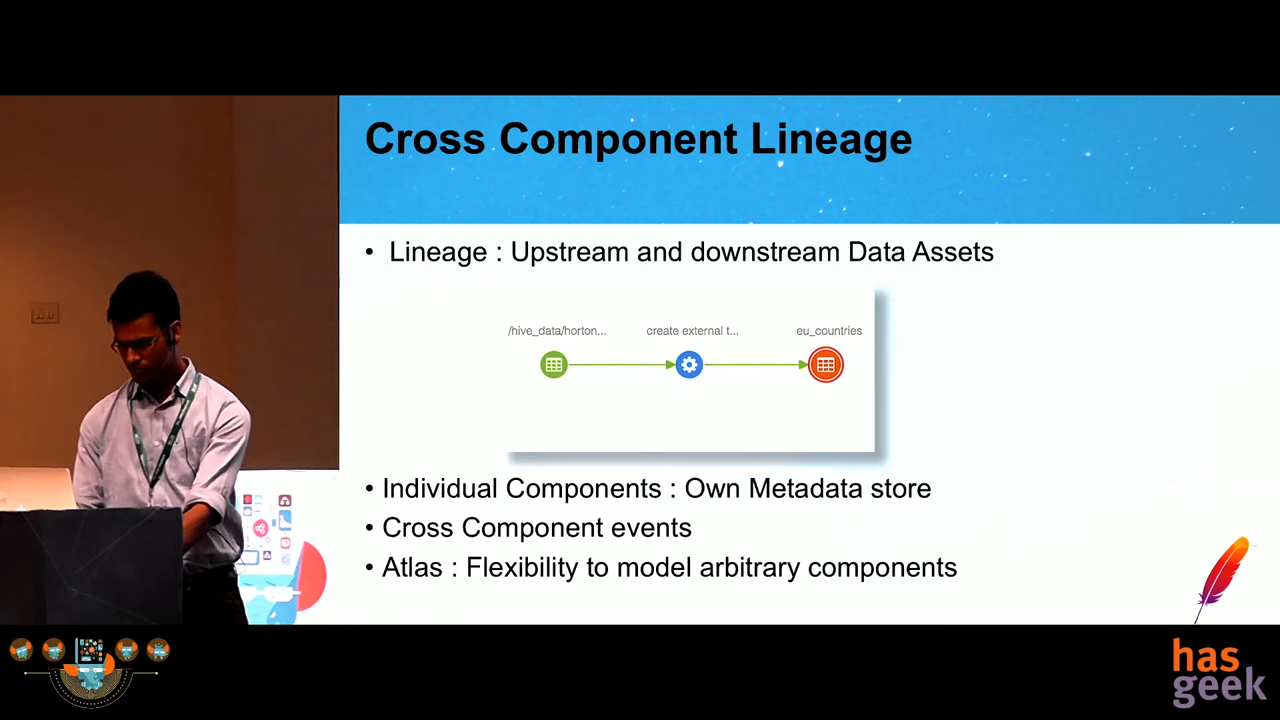 Cross Component Lineage
• Lineage : Upstream and downstream Data Assets
/hive_data/horton...
create external t...
eu_countries
• Individual Components : Own Metadata store
• Cross Component events
• Atlas : Flexibility to model arbitrary components
has
geek